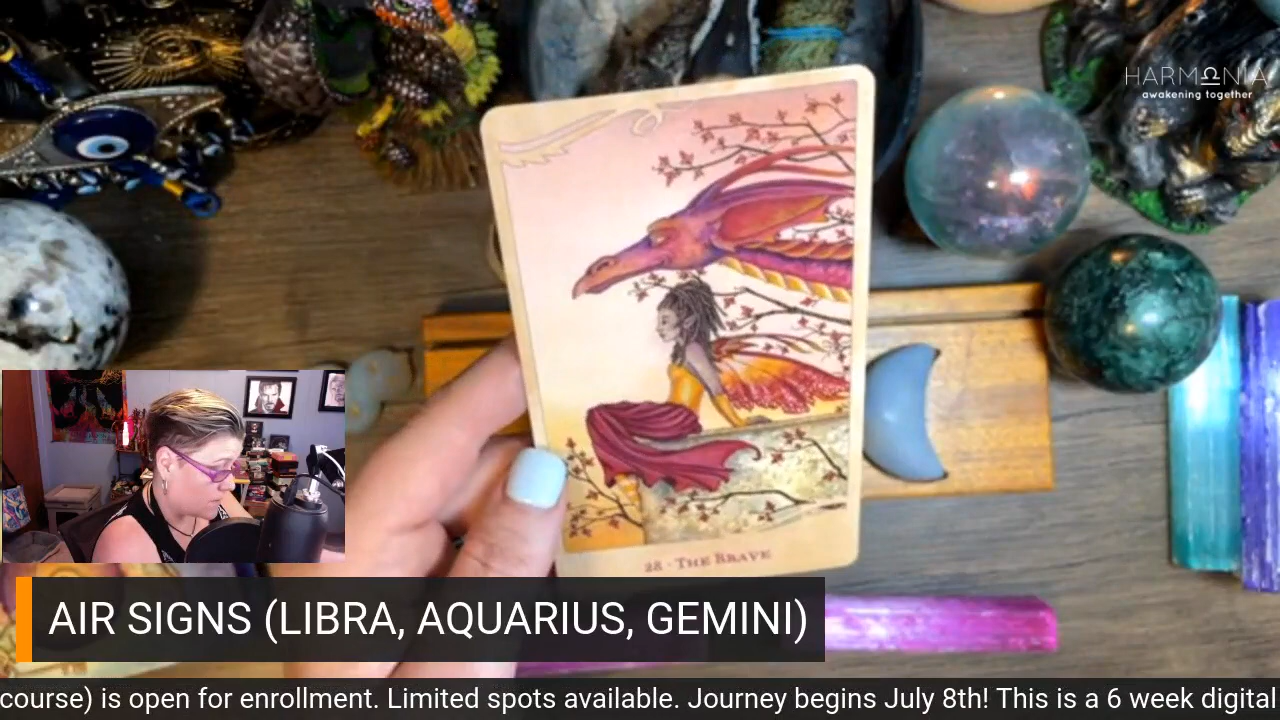 HARMONIA
awakening together
28 · THE BRAVE
AIR SIGNS (LIBRA, AQUARIUS, GEMINI)
course) is open for enrollment. Limited spots available. Journey begins July 8th! This is a 6 week digital